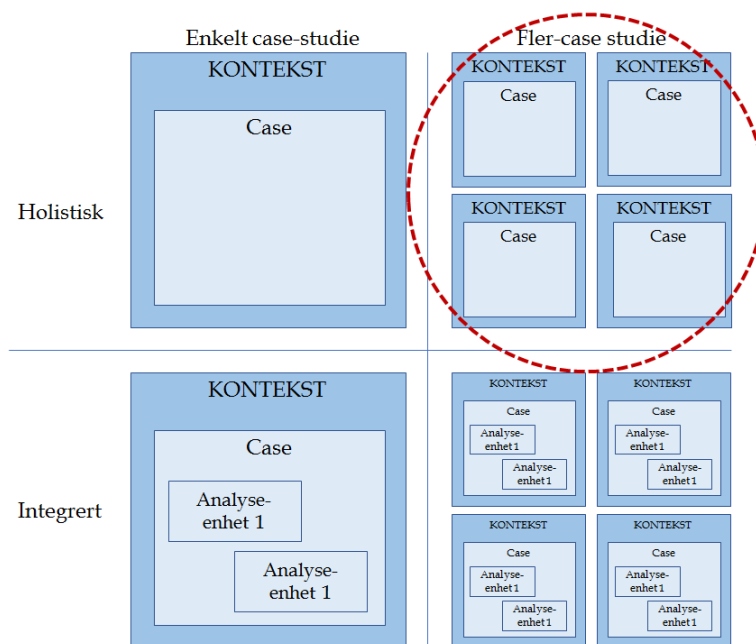 Enkelt case-studie
Fler-case studie
KONTEKST
Case
KONTEKST
Case
KONTEKST
Case
KONTEKST
Case
KONTEKST
Case
Holistisk
KONTEKST
Case
Analyse-
enhet 1
Analyse-
enhet 1
KONTEKST
Case
Analyse-
enhet 1
Analyse-
enhet 1
KONTEKST
Case
Analyse-
enhet 1
Analyse-
enhet 1
KONTEKST
Case
Analyse-
enhet 1
Analyse-
enhet 1
KONTEKST
Case
Analyse-
enhet 1
Analyse-
enhet 1
Integrert